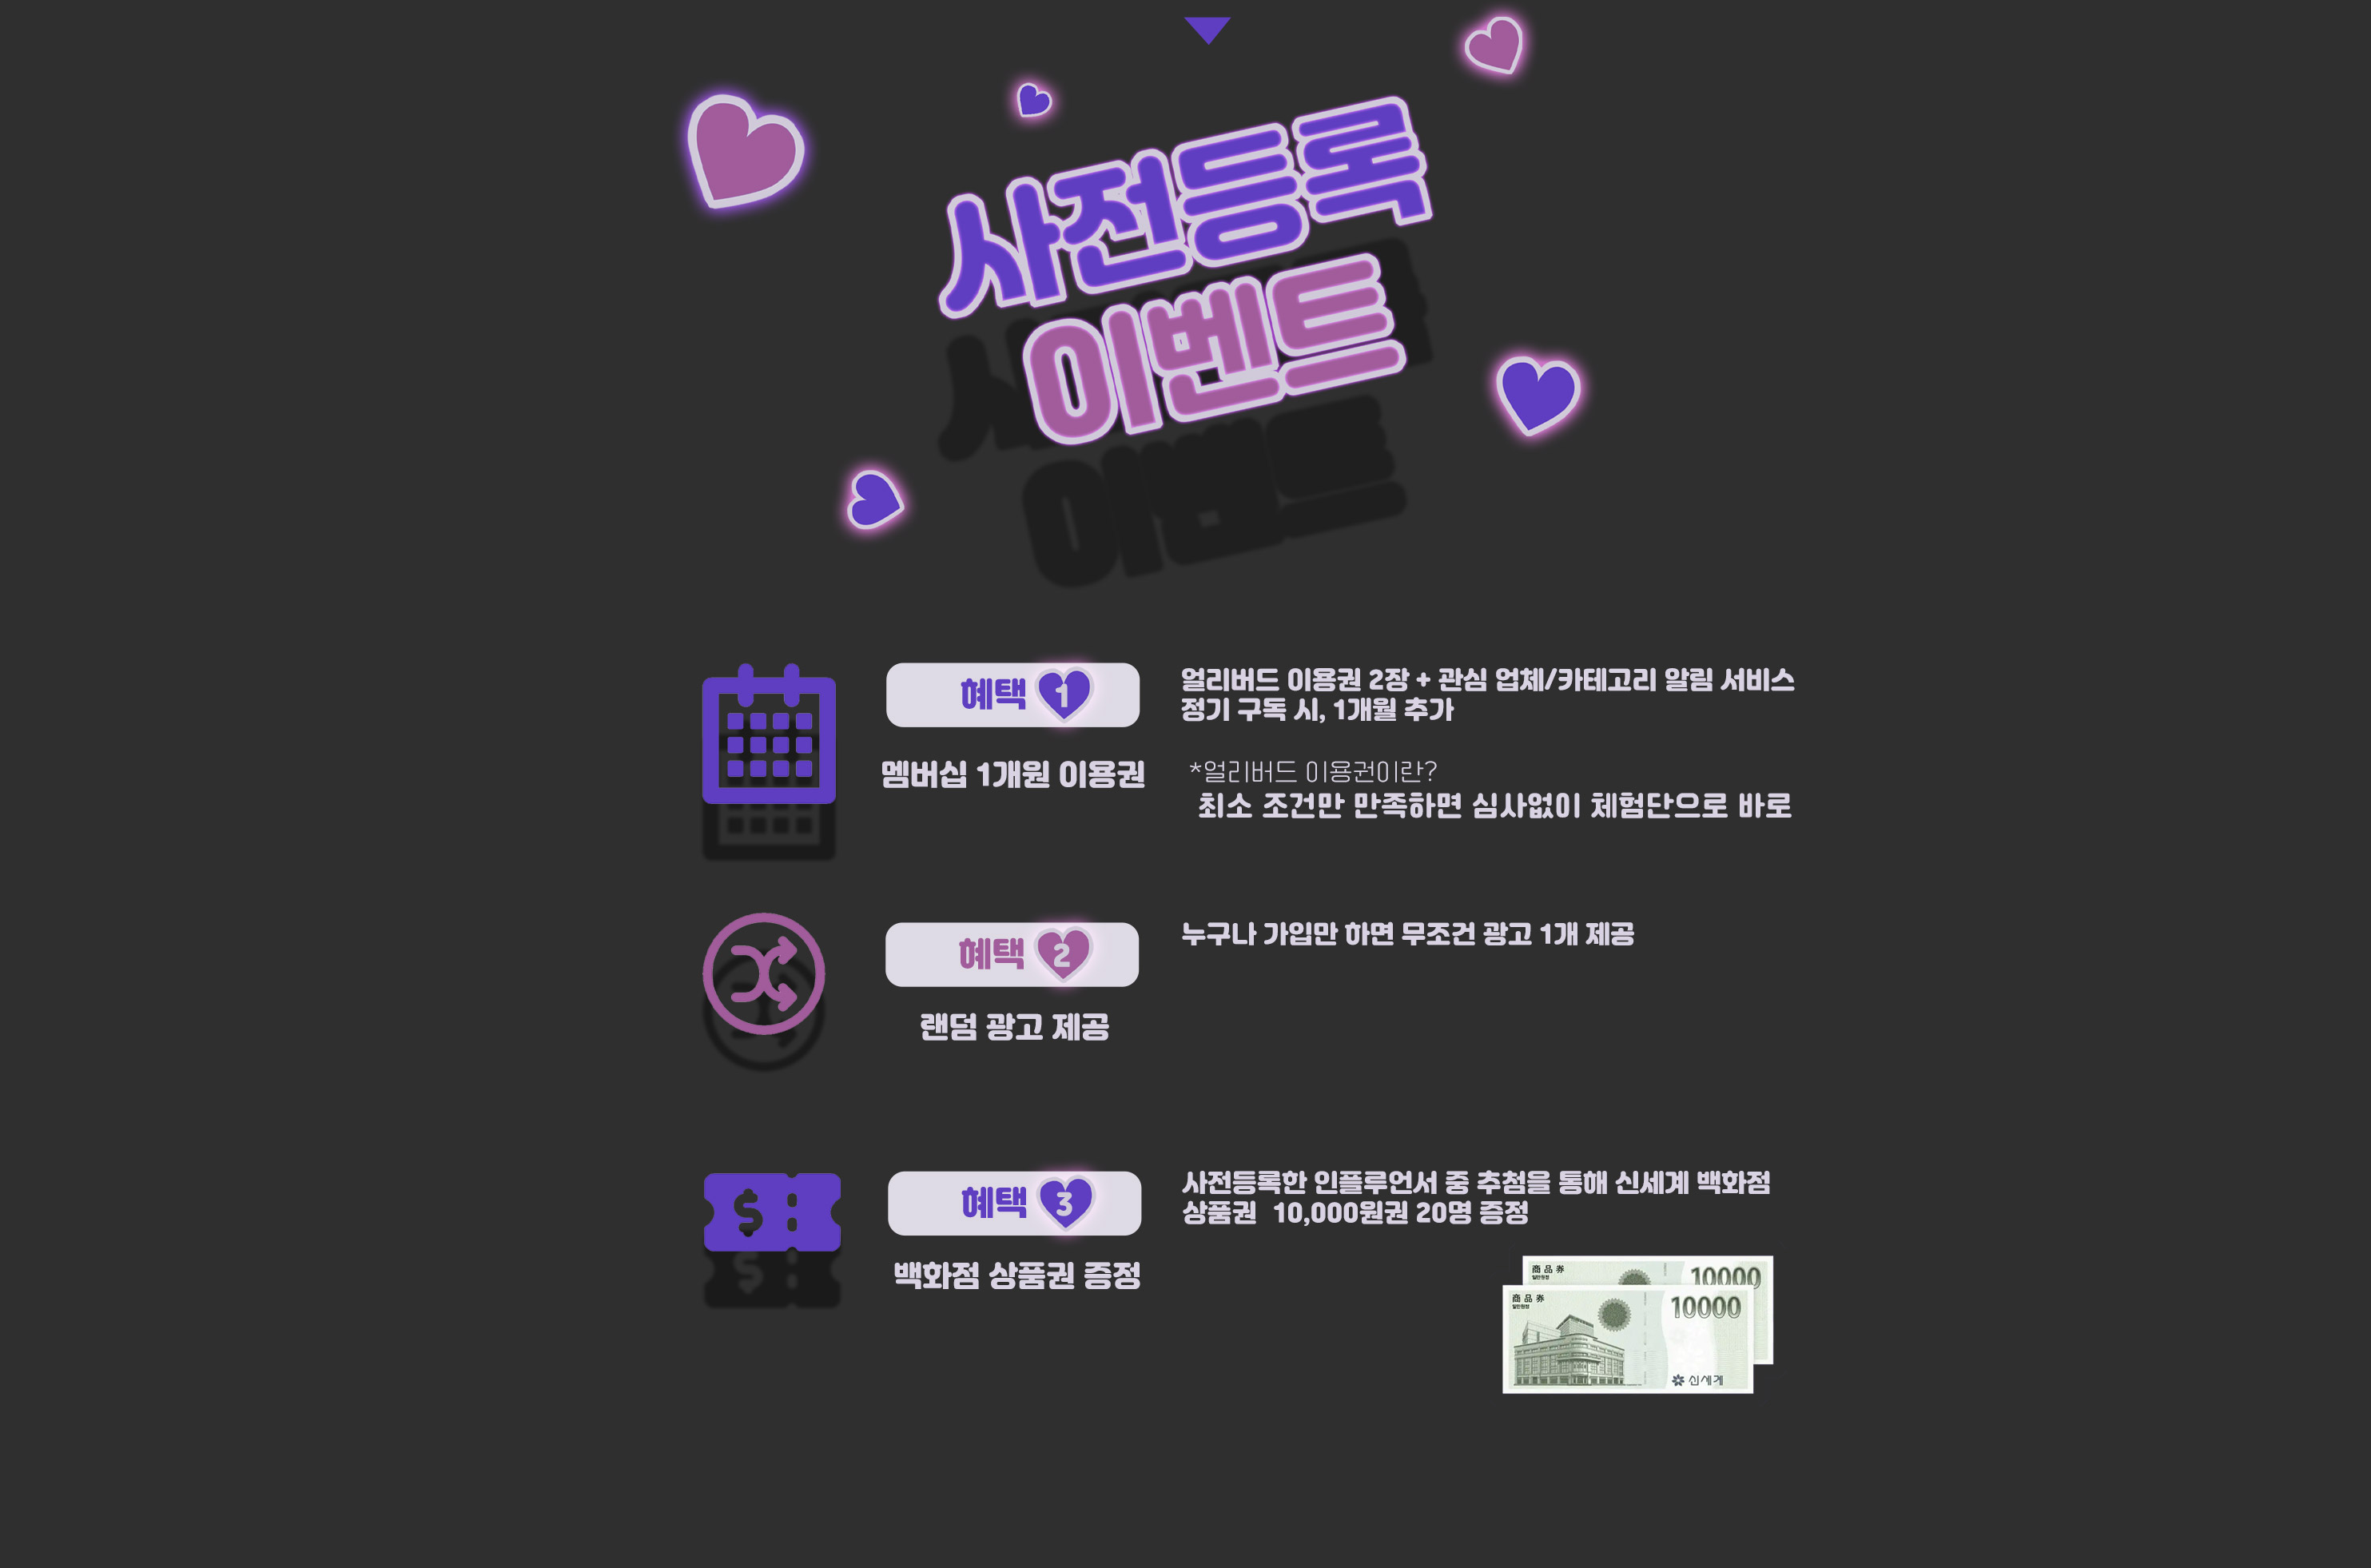 사전등록
이벤트
혜택 1
멤버십 1개원 이용권
얼리버드 이용권 2장 + 관심 업체/카테고리 알림 서비스
정기 구독 시, 1개월 추가
*얼리버드 이용권이란?
최소 조건만 만족하면 심사없이 체험단으로 바로
혜택 2
랜덤 광고 제공
누구나 가입만 하면 무조건 광고 1개 제공
혜택 3
백화점 상품권 증정
사전등록한 인플루언서 중 추첨을 통해 신세계 백화점
상품권 10,000원권 20명 증정
商品券
10000
商品券
10000
신세계